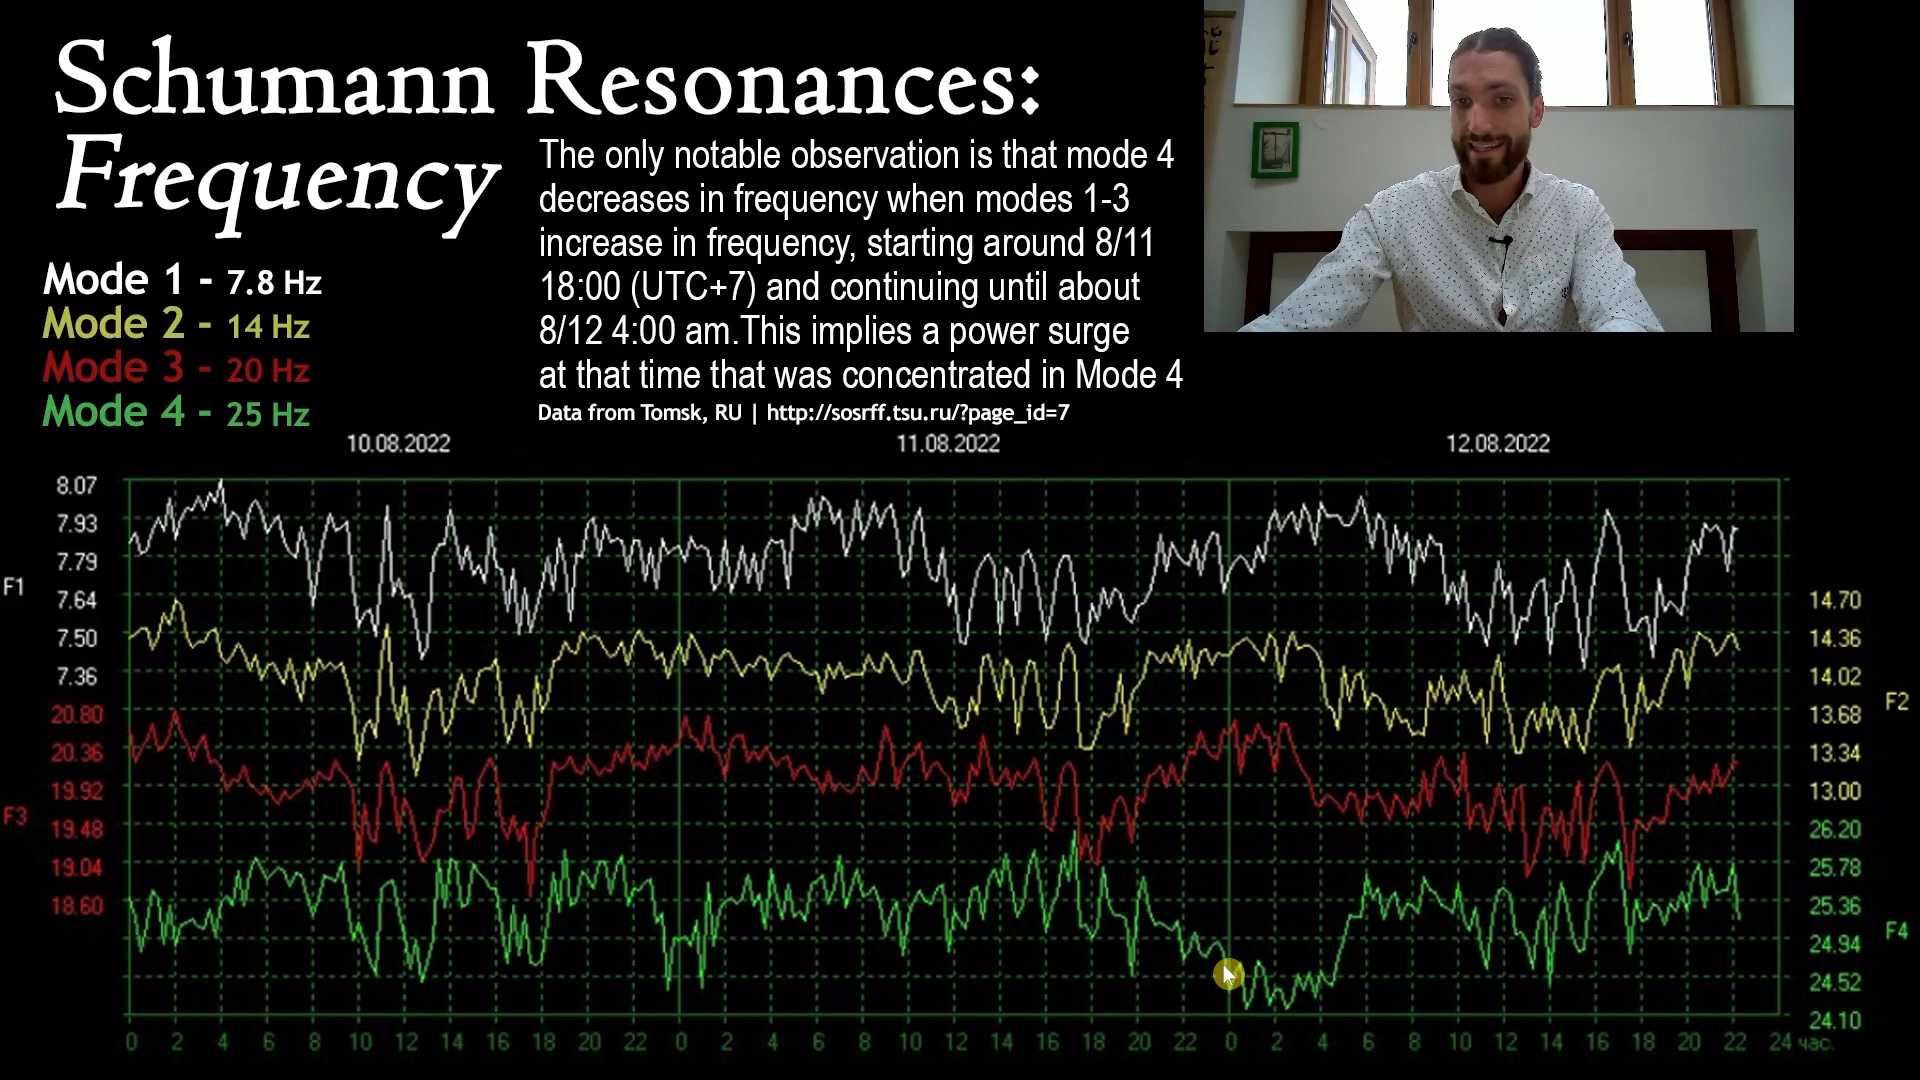 Schumann Resonances:
Frequency
The only notable observation is that mode 4
decreases in frequency when modes 1-3
increase in frequency, starting around 8/11
18:00 (UTC+7) and continuing until about
8/12 4:00 am.This implies a power surge
at that time that was concentrated in Mode 4
Data from Tomsk, RU | http://sosrff.tsu.ru/?page_id=7
Mode 1 - 7.8 Hz
Mode 2 - 14 Hz
Mode 3 - 20 Hz
Mode 4 - 25 Hz
10.08.2022 11.08.2022 12.08.2022
F1
8.07
7.93
7.79
7.64
7.50
7.36
F3
20.80
20.36
19.92
19.48
19.04
18.60
14.70
14.36
14.02
13.68
13.34
13.00
F2
26.20
25.78
25.36
24.94
24.52
24.10
F4
0 2 4 6 8 10 12 14 16 18 20 22 0 2 4 6 8 10 12 14 16 18 20 22 0 2 4 6 8 10 12 14 16 18 20 22 24 час.